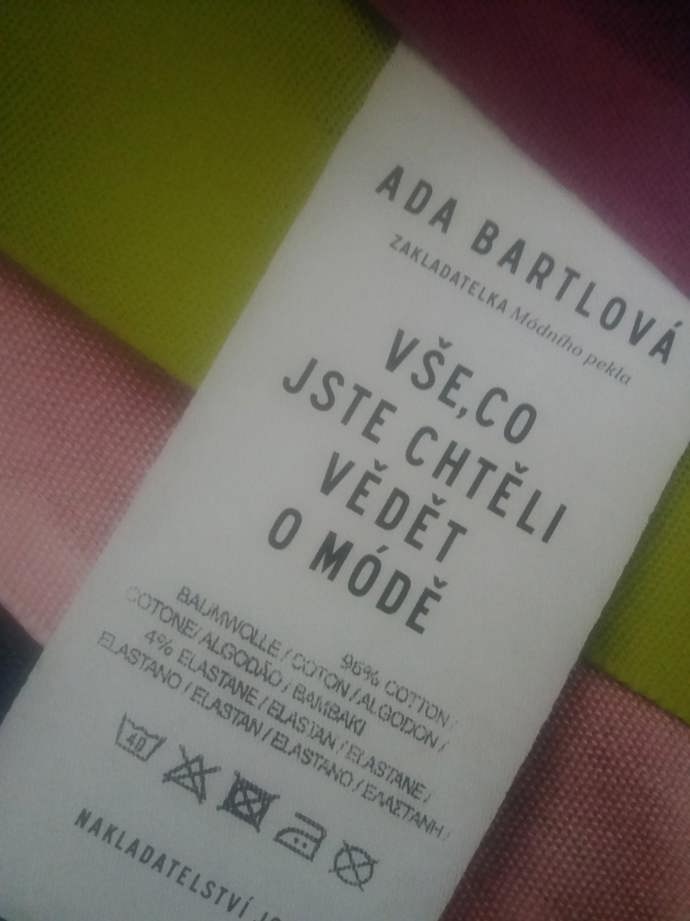 ADA BARTLOVÁ
ZAKLADATELKA Módního pekla
VŠE, CO
JSTE CHTĚLI
VĚDĚT
O MÓDĚ
96% COTTON /
BAUMWOLLE / COTON / ALGODON /
COTONE / ALGODÃO / BAMBAKI
4% ELASTANE / ELASTAN / ELASTANE /
ELASTANO / ELASTAN / ELASTANO / ΕΛΑΣΤΑΝΗ /
40
NAKLADATELSTVÍ